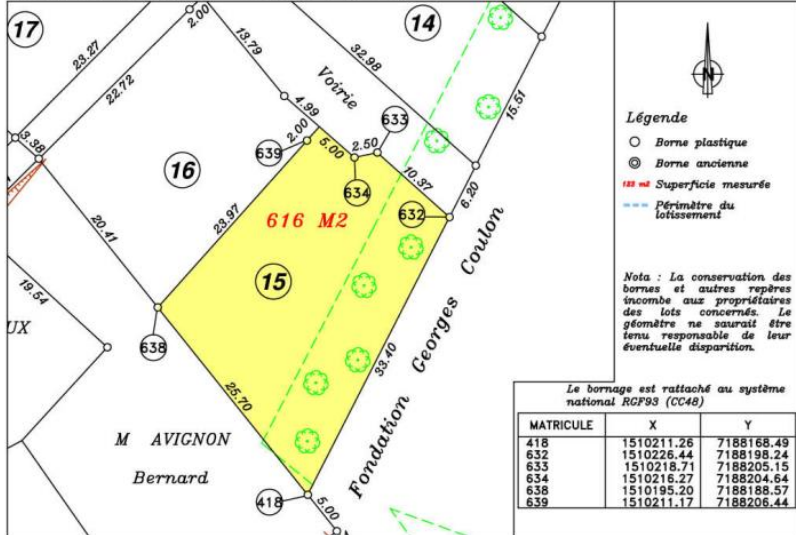 17
23.27
2.00
22.72
13.79
3.38
16
20.41
19.54
UX
14
32.98
Voirie
4.99
2.00
5.00
2.50
633
639
634
10.37
15.51
6.20
632
23.97
616 M2
15
638
25.70
33.40
Fondation Georges Coulon
M AVIGNON
Bernard
418
5.00
N
Légende
Borne plastique
Borne ancienne
122 m2 Superficie mesurée
Périmètre du
lotissement
Nota : La conservation des
bornes et autres repères
incombe aux propriétaires
des lots concernés. Le
géomètre ne saurait être
tenu responsable de leur
éventuelle disparition.
Le bornage est rattaché au système
national RGF93 (CC48)
MATRICULE X Y
418 1510211.26 7188168.49
632 1510226.44 7188198.24
633 1510218.71 7188205.15
634 1510216.27 7188204.64
638 1510195.20 7188188.57
639 1510211.17 7188206.44